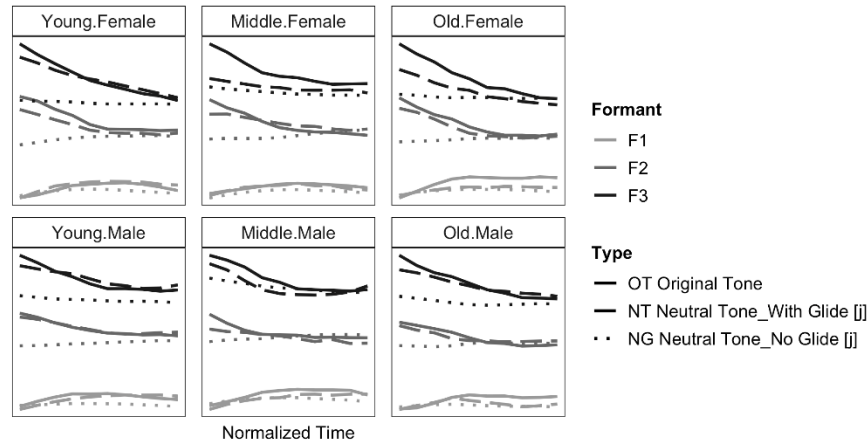 Young.Female
Middle.Female
Old.Female
Young.Male
Middle.Male
Old.Male
Normalized Time
Formant
F1
F2
F3
Type
OT Original Tone
NT Neutral Tone_With Glide [j]
NG Neutral Tone_No Glide [j]